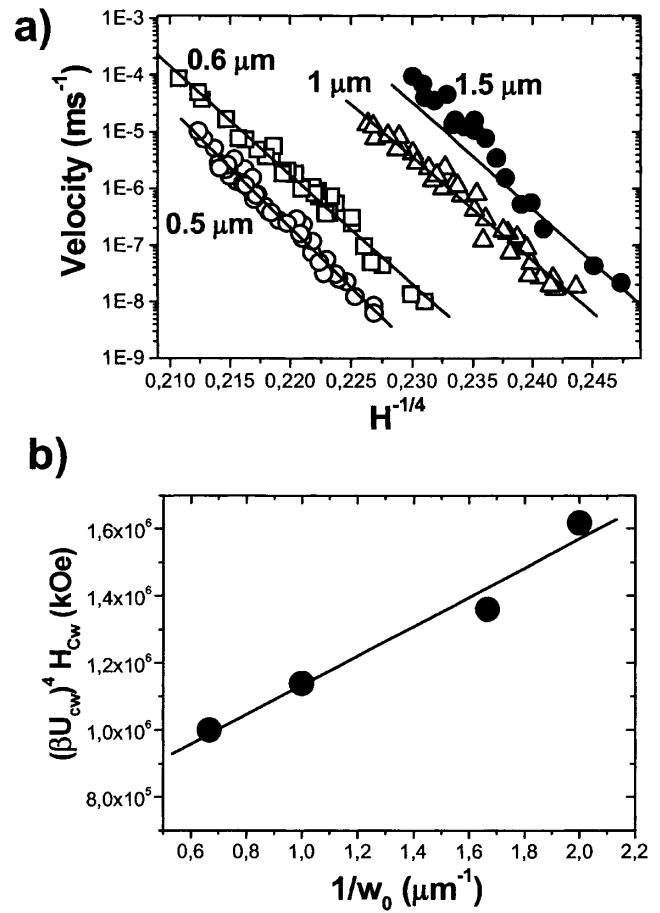 a)
Velocity (ms⁻¹)
1E-3
1E-4
1E-5
1E-6
1E-7
1E-8
1E-9
0.6 µm
1 µm
1.5 µm
0.5 µm
0,210 0,215 0,220 0,225 0,230 0,235 0,240 0,245
H⁻¹/⁴
b)
(βU_cw)⁴ H_Cw (kOe)
1,6x10⁶
1,4x10⁶
1,2x10⁶
1,0x10⁶
8,0x10⁵
0,6 0,8 1,0 1,2 1,4 1,6 1,8 2,0 2,2
1/w₀ (µm⁻¹)